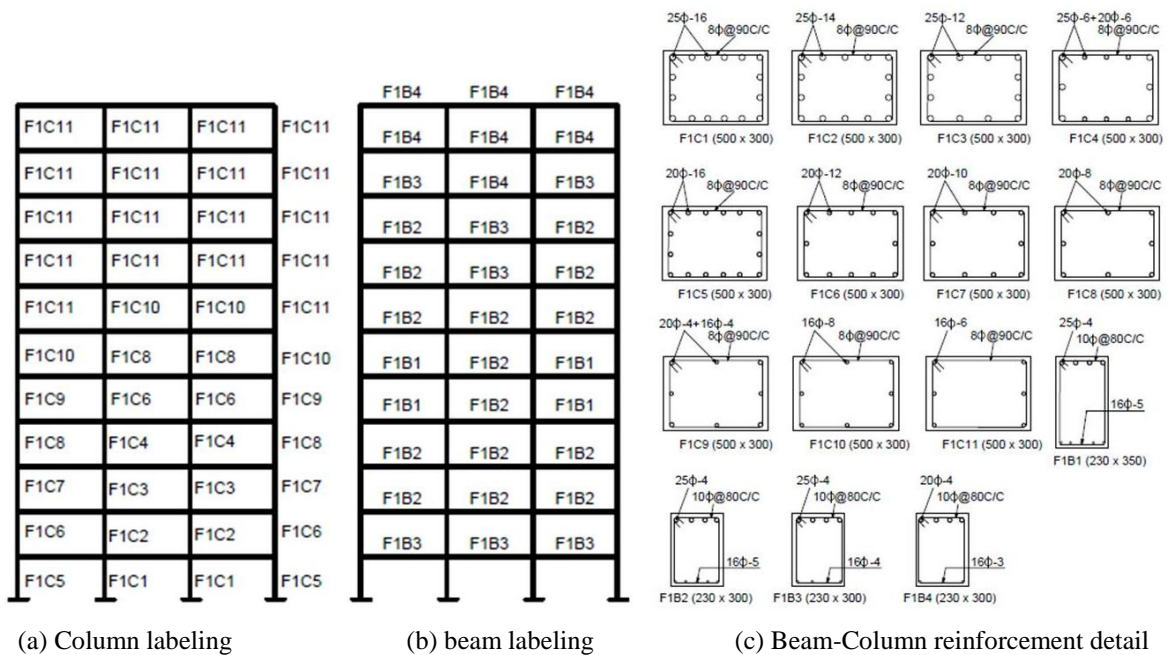 F1C11 F1C11 F1C11 F1C11
F1C11 F1C11 F1C11 F1C11
F1C11 F1C11 F1C11 F1C11
F1C11 F1C11 F1C11 F1C11
F1C11 F1C10 F1C10 F1C11
F1C10 F1C8 F1C8 F1C10
F1C9 F1C6 F1C6 F1C9
F1C8 F1C4 F1C4 F1C8
F1C7 F1C3 F1C3 F1C7
F1C6 F1C2 F1C2 F1C6
F1C5 F1C1 F1C1 F1C5
(a) Column labeling
F1B4 F1B4 F1B4
F1B4 F1B4 F1B4
F1B3 F1B4 F1B3
F1B2 F1B3 F1B2
F1B2 F1B3 F1B2
F1B2 F1B2 F1B2
F1B1 F1B2 F1B1
F1B1 F1B2 F1B1
F1B2 F1B2 F1B2
F1B2 F1B2 F1B2
F1B3 F1B3 F1B3
(b) beam labeling
25ϕ-16
8ϕ@90C/C
F1C1 (500 x 300)
25ϕ-14
8ϕ@90C/C
F1C2 (500 x 300)
25ϕ-12
8ϕ@90C/C
F1C3 (500 x 300)
25ϕ-6+20ϕ-6
8ϕ@90C/C
F1C4 (500 x 300)
20ϕ-16
8ϕ@90C/C
F1C5 (500 x 300)
20ϕ-12
8ϕ@90C/C
F1C6 (500 x 300)
20ϕ-10
8ϕ@90C/C
F1C7 (500 x 300)
20ϕ-8
8ϕ@90C/C
F1C8 (500 x 300)
20ϕ-4+16ϕ-4
8ϕ@90C/C
F1C9 (500 x 300)
16ϕ-8
8ϕ@90C/C
F1C10 (500 x 300)
16ϕ-6
8ϕ@90C/C
F1C11 (500 x 300)
25ϕ-4
10ϕ@80C/C
16ϕ-5
F1B1 (230 x 350)
25ϕ-4
10ϕ@80C/C
16ϕ-5
F1B2 (230 x 300)
25ϕ-4
10ϕ@80C/C
16ϕ-4
F1B3 (230 x 300)
20ϕ-4
10ϕ@80C/C
16ϕ-3
F1B4 (230 x 300)
(c) Beam-Column reinforcement detail